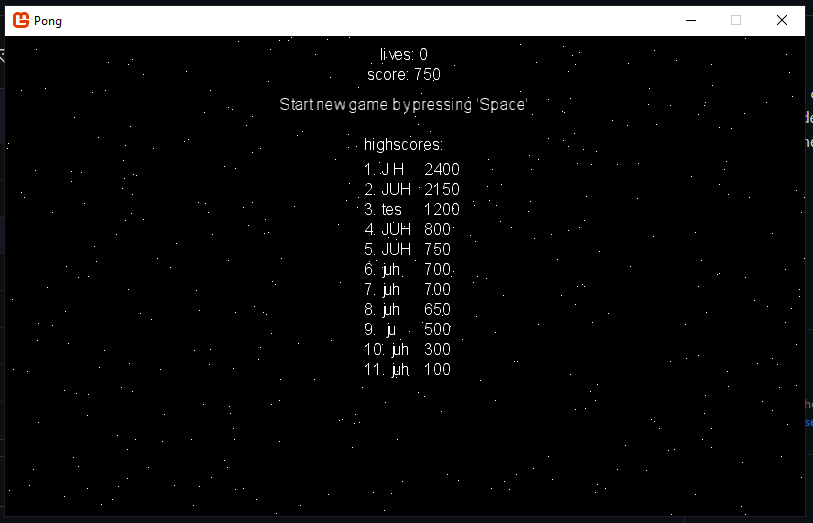 Pong
lives: 0
score: 750
Start new game by pressing 'Space'
highscores:
1. J H 2400
2. JUH 2150
3. tes 1200
4. JUH 800
5. JUH 750
6. juh 700
7. juh 700
8. juh 650
9. ju 500
10. juh 300
11. juh 100